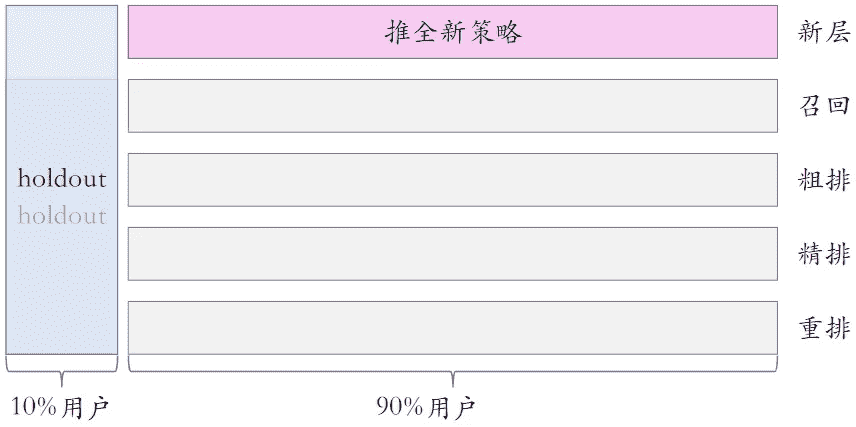 推全新策略
新层
召回
holdout
粗排
holdout
精排
重排
10%用户
90%用户